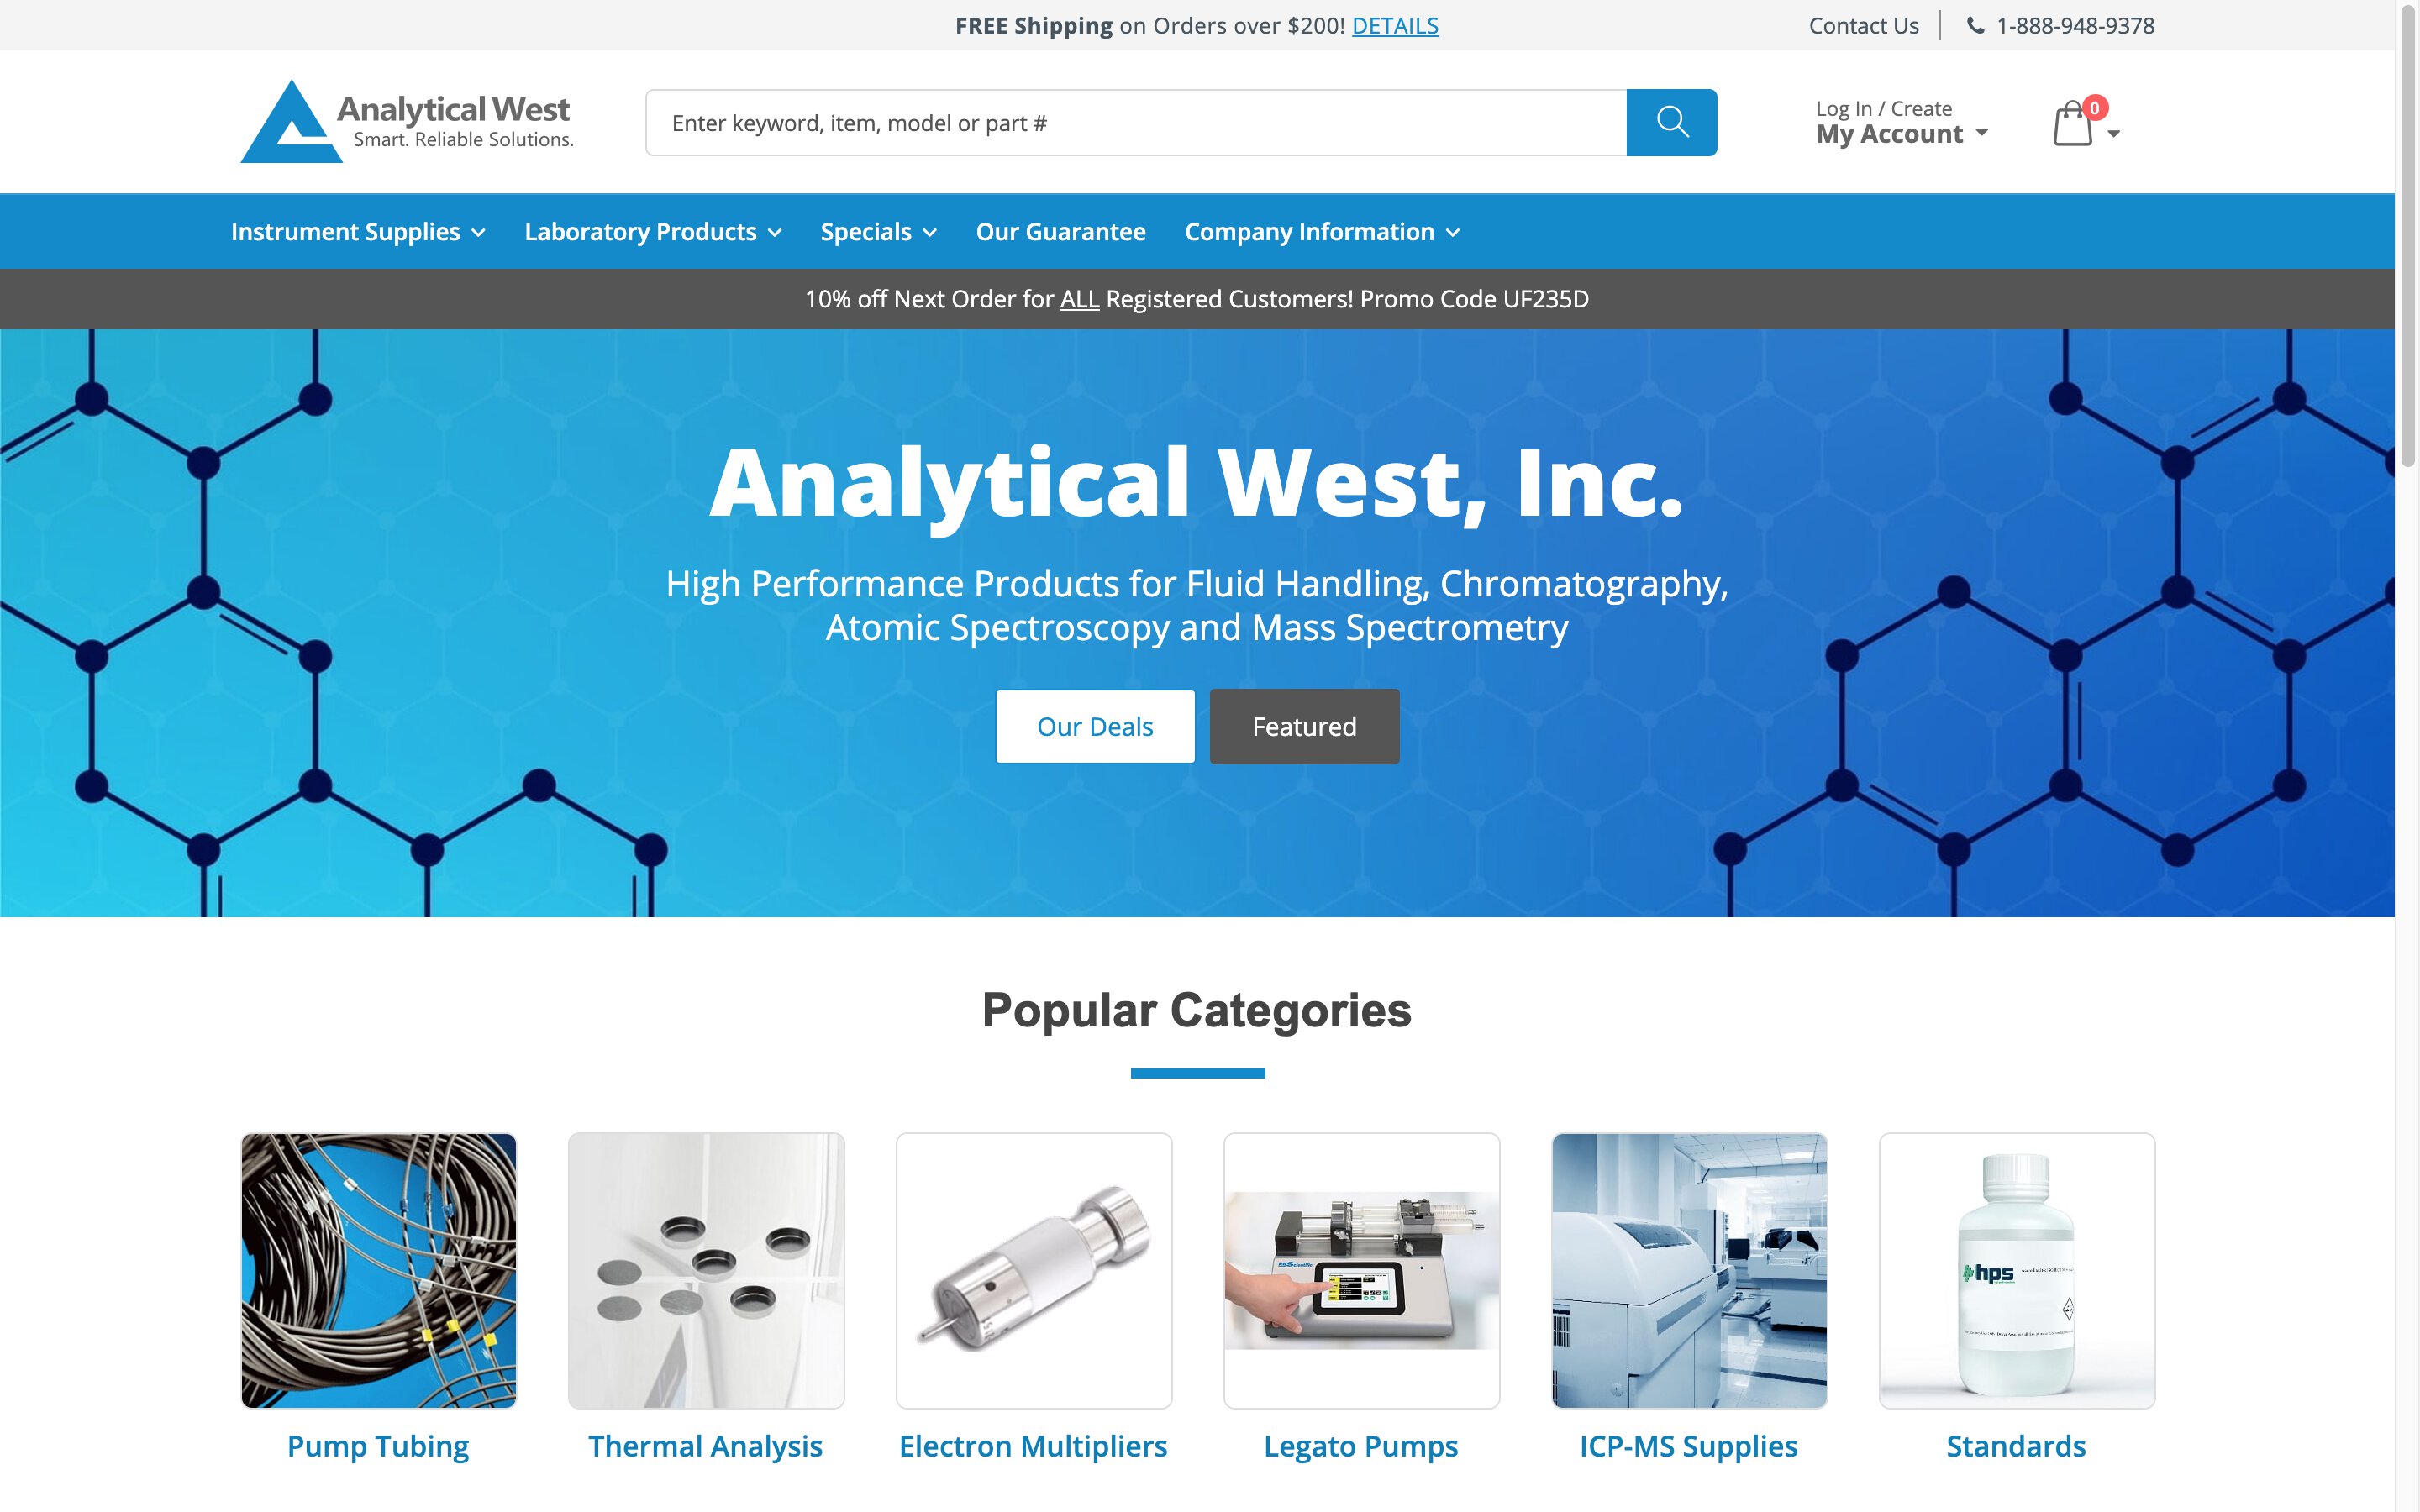 FREE Shipping on Orders over $200! DETAILS
Contact Us
1-888-948-9378
Analytical West
Smart. Reliable Solutions.
Enter keyword, item, model or part #
Log In / Create
My Account
0
Instrument Supplies
Laboratory Products
Specials
Our Guarantee
Company Information
10% off Next Order for ALL Registered Customers! Promo Code UF235D
Analytical West, Inc.
High Performance Products for Fluid Handling, Chromatography,
Atomic Spectroscopy and Mass Spectrometry
Our Deals
Featured
Popular Categories
hps
Pump Tubing
Thermal Analysis
Electron Multipliers
Legato Pumps
ICP-MS Supplies
Standards